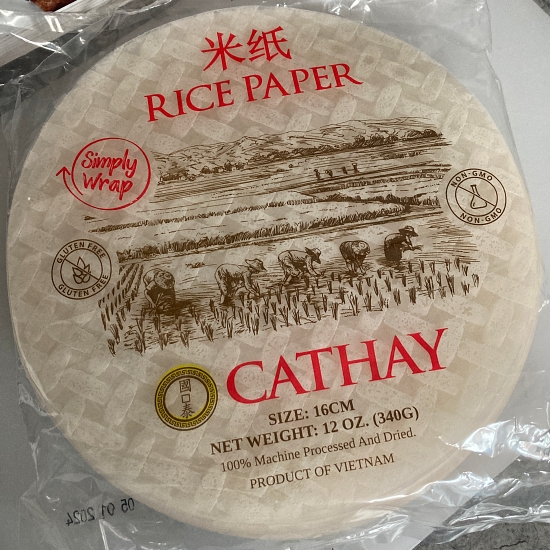 米纸
RICE PAPER
Simply
Wrap
NON-GMO
NON-GMO
GLUTEN FREE
GLUTEN FREE
CATHAY
國口泰
SIZE: 16CM
NET WEIGHT: 12 OZ. (340G)
100% Machine Processed And Dried.
PRODUCT OF VIETNAM
05 01 2024